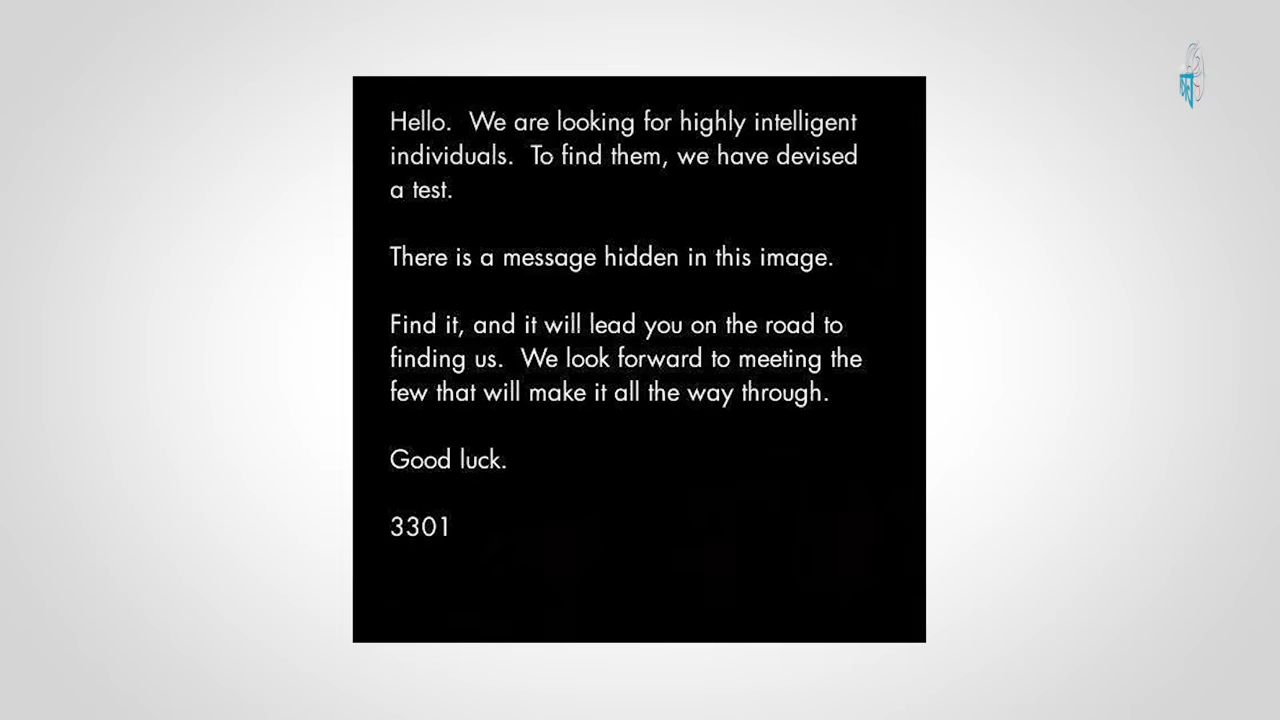 Hello.  We are looking for highly intelligent
individuals.  To find them, we have devised
a test.
There is a message hidden in this image.
Find it, and it will lead you on the road to
finding us.  We look forward to meeting the
few that will make it all the way through.
Good luck.
3301